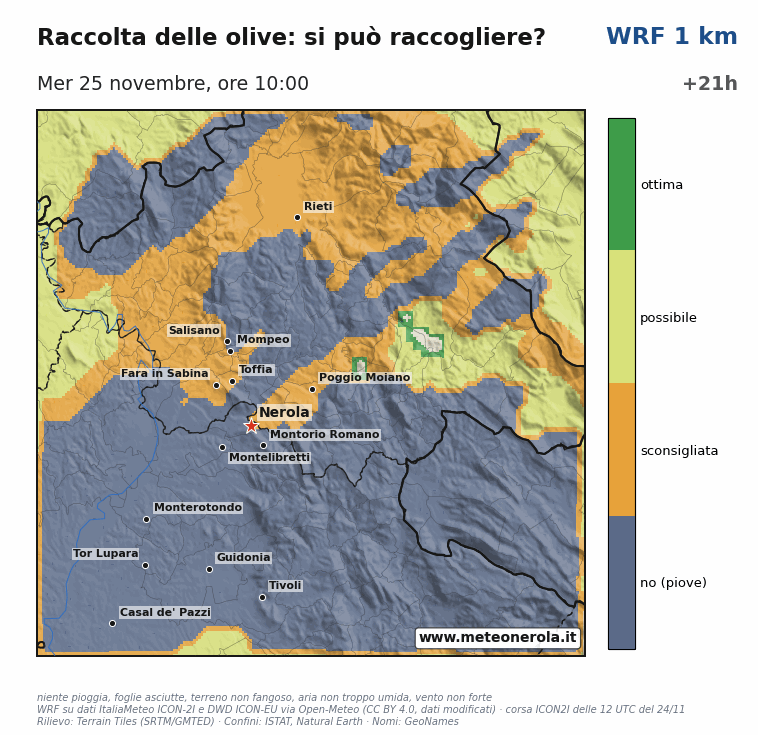 Raccolta delle olive: si può raccogliere?
WRF 1 km
Mer 25 novembre, ore 10:00
+21h
Rieti
Salisano
Mompeo
Fara in Sabina
Toffia
Poggio Moiano
Nerola
Montorio Romano
Montelibretti
Monterotondo
Tor Lupara
Guidonia
Tivoli
Casal de' Pazzi
www.meteonerola.it
ottima
possibile
sconsigliata
no (piove)
niente pioggia, foglie asciutte, terreno non fangoso, aria non troppo umida, vento non forte
WRF su dati ItaliaMeteo ICON-2I e DWD ICON-EU via Open-Meteo (CC BY 4.0, dati modificati) · corsa ICON2I delle 12 UTC del 24/11
Rilievo: Terrain Tiles (SRTM/GMTED) · Confini: ISTAT, Natural Earth · Nomi: GeoNames